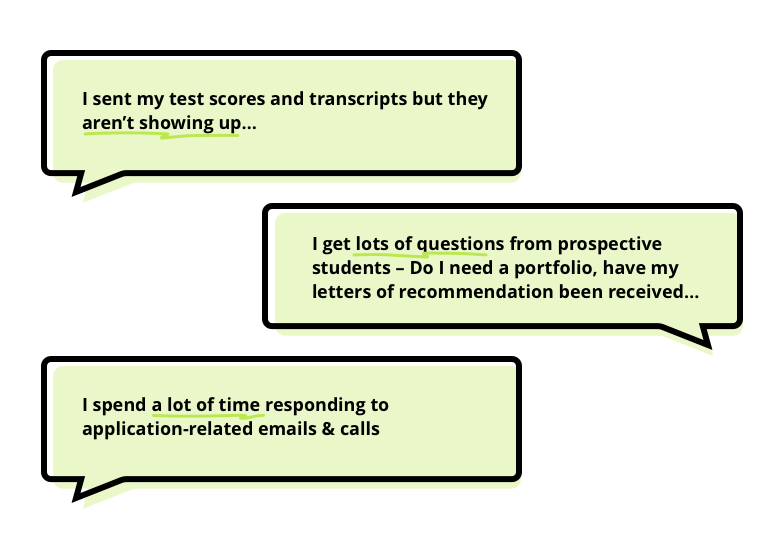 I sent my test scores and transcripts but they
aren’t showing up...
I get lots of questions from prospective
students – Do I need a portfolio, have my
letters of recommendation been received...
I spend a lot of time responding to
application-related emails & calls